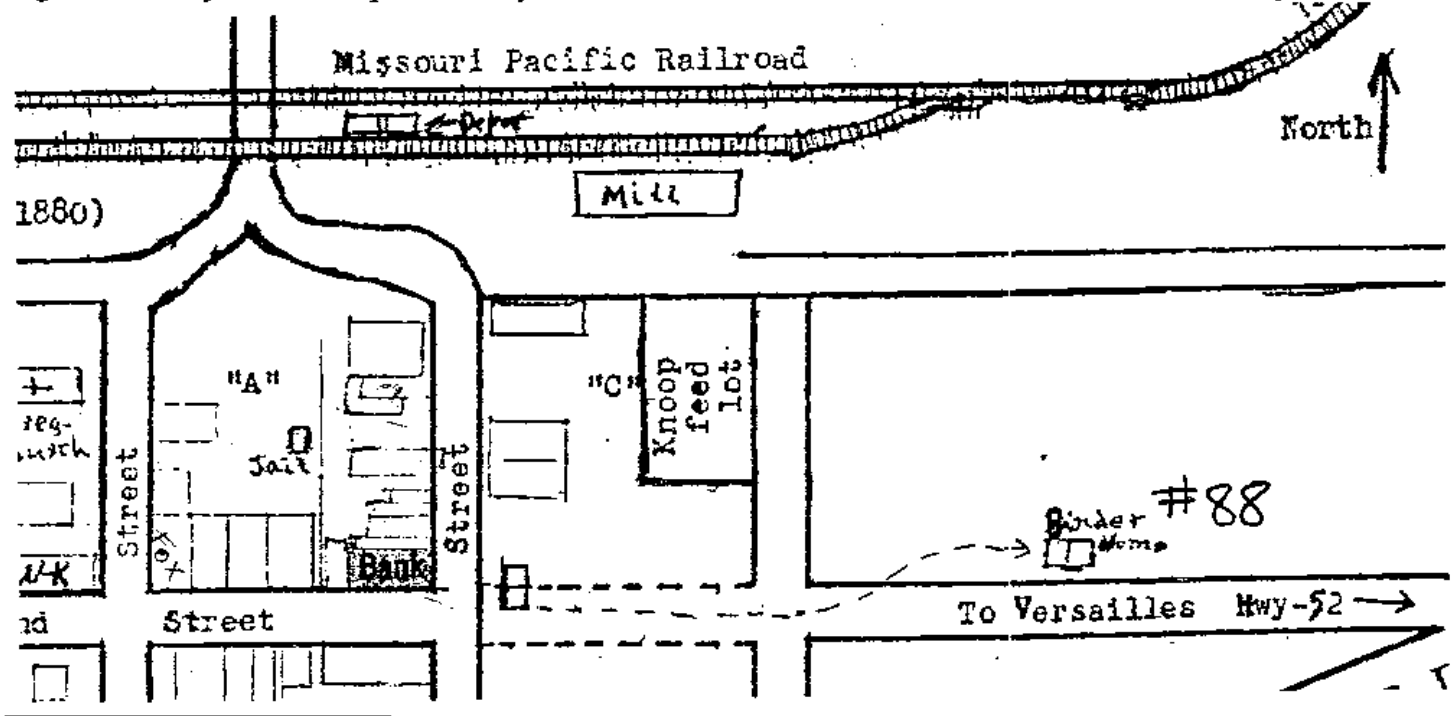 Missouri Pacific Railroad
←Depot
North
Mill
1880)
"A"
"C"
Knoop
feed
lot
Jail
Street
Street
#88
Binder
Home
Bank
To Versailles Hwy-52→
Street